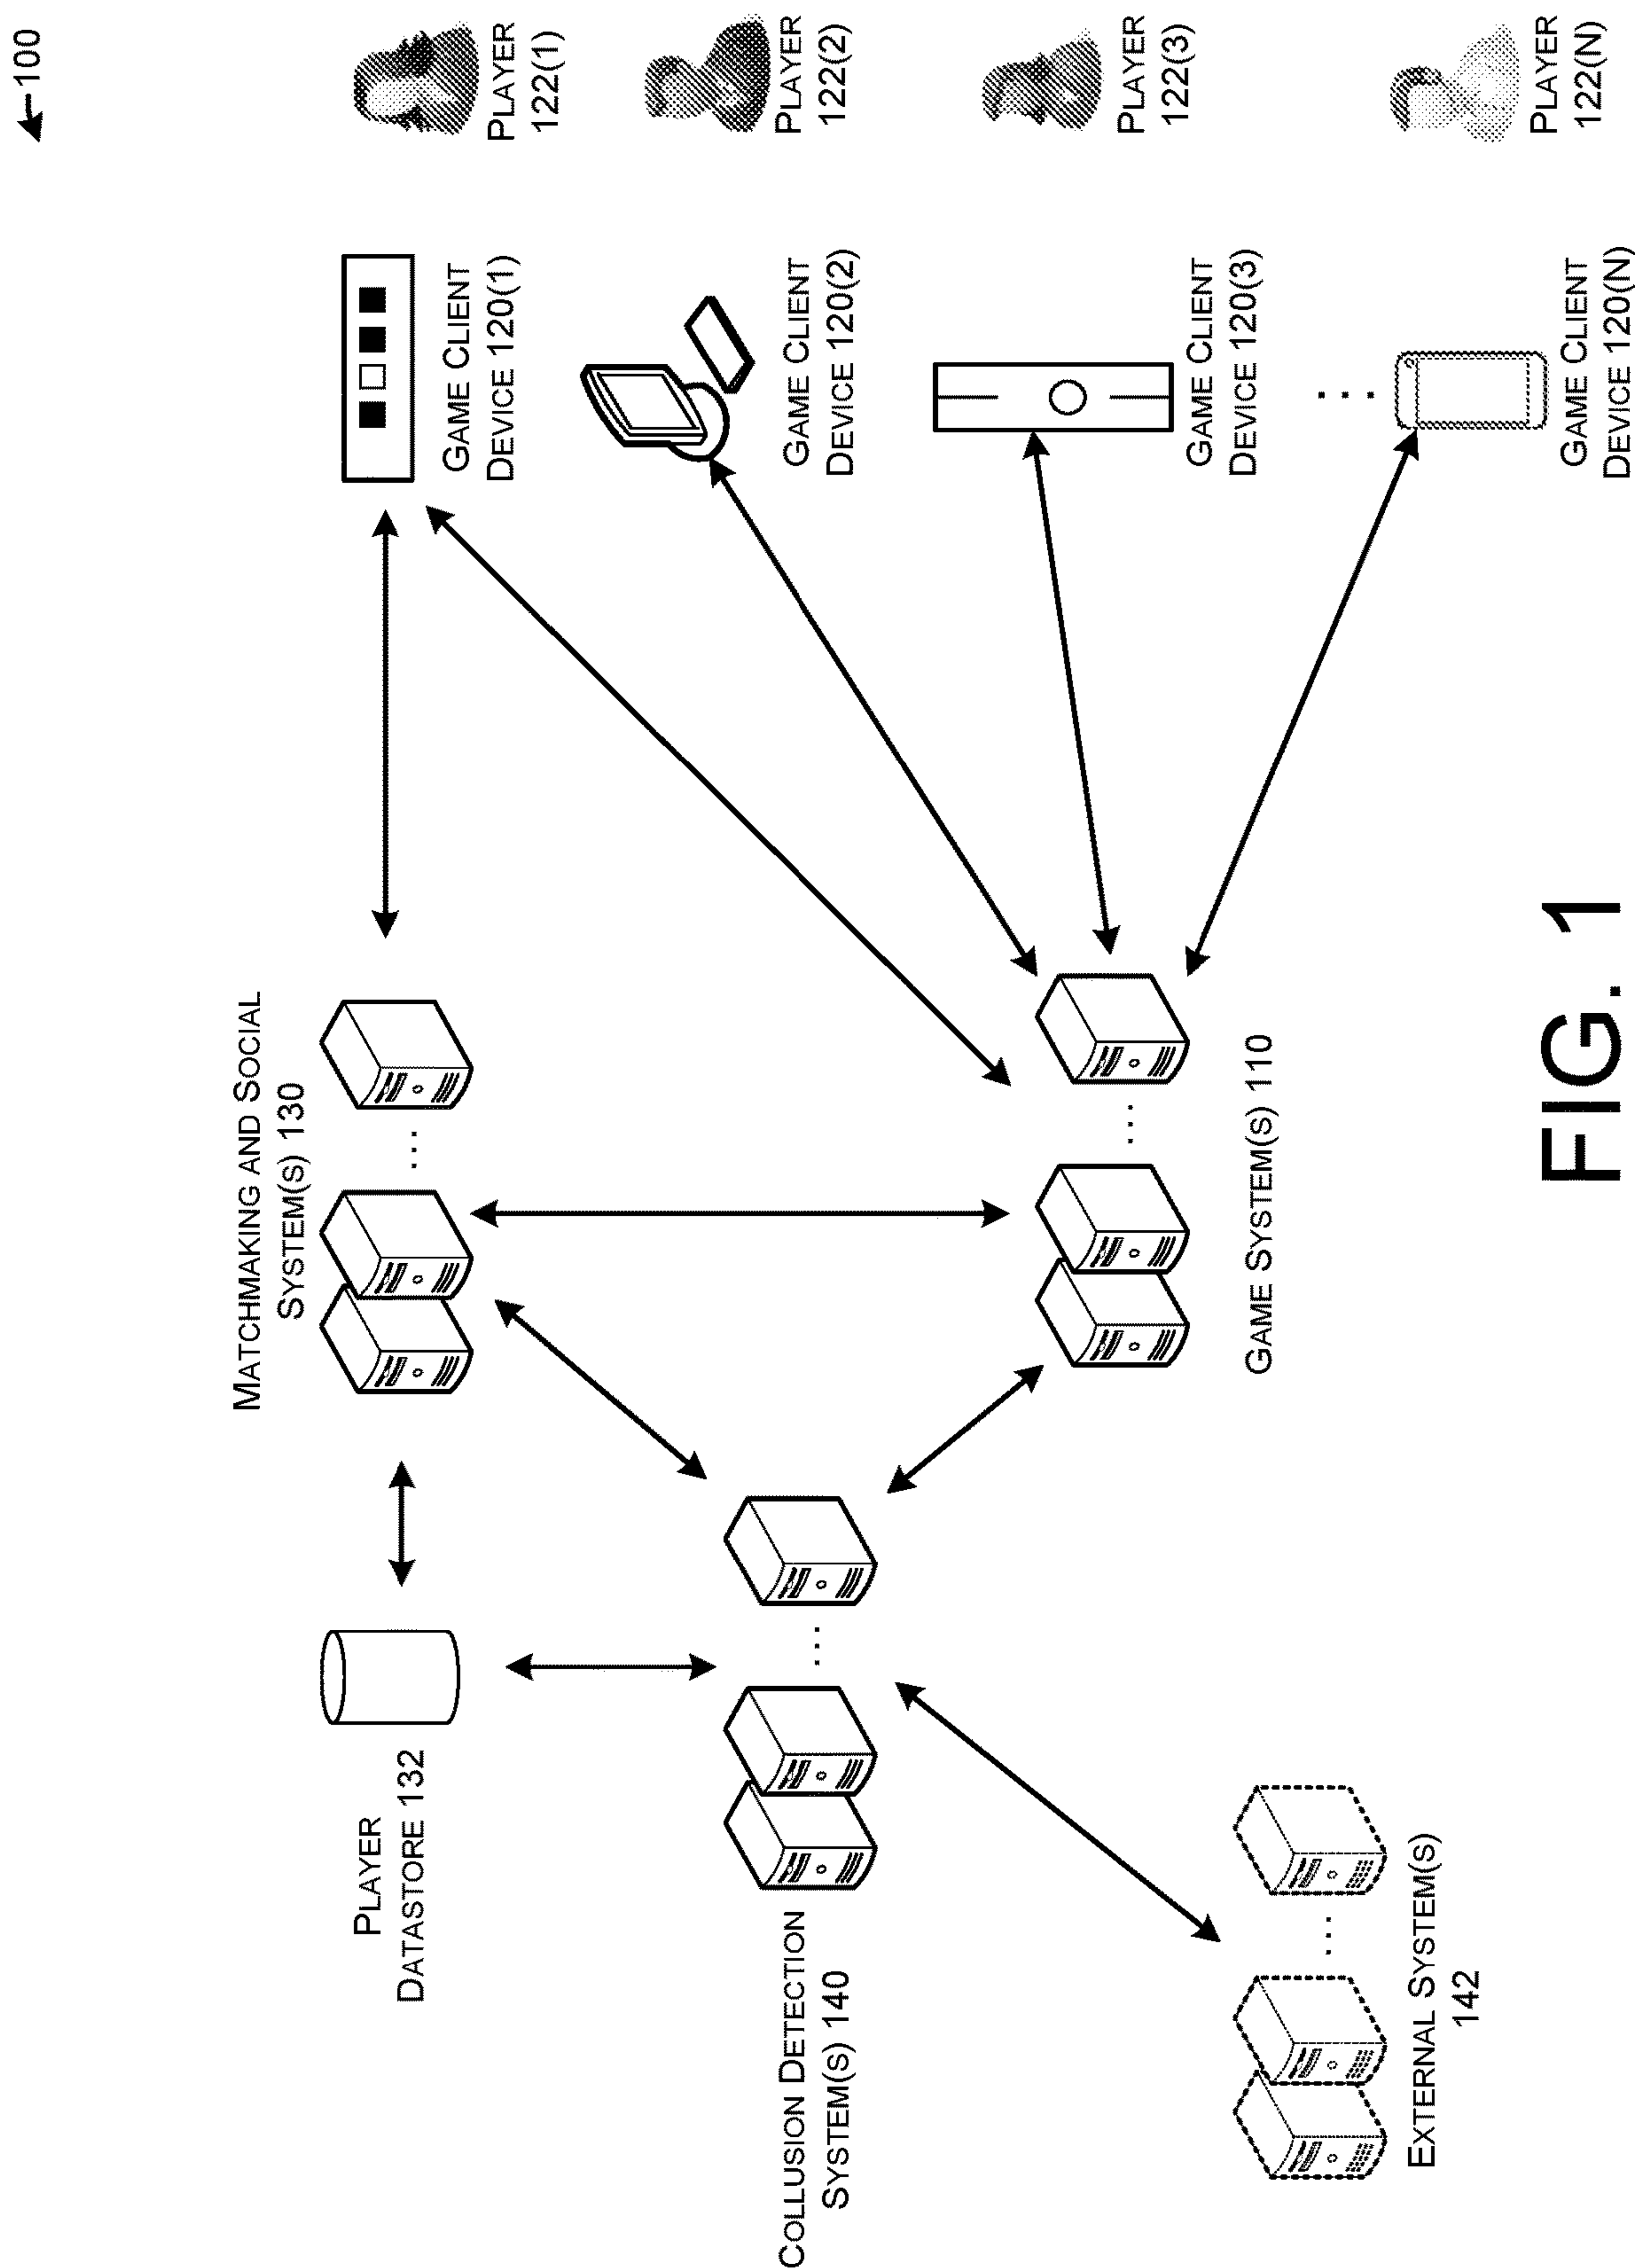 100
PLAYER
122(1)
PLAYER
122(2)
PLAYER
122(3)
PLAYER
122(N)
GAME CLIENT
DEVICE 120(1)
GAME CLIENT
DEVICE 120(2)
GAME CLIENT
DEVICE 120(3)
...
GAME CLIENT
DEVICE 120(N)
MATCHMAKING AND SOCIAL
SYSTEM(S) 130
...
...
GAME SYSTEM(S) 110
PLAYER
DATASTORE 132
...
COLLUSION DETECTION
SYSTEM(S) 140
...
EXTERNAL SYSTEM(S)
142
FIG. 1